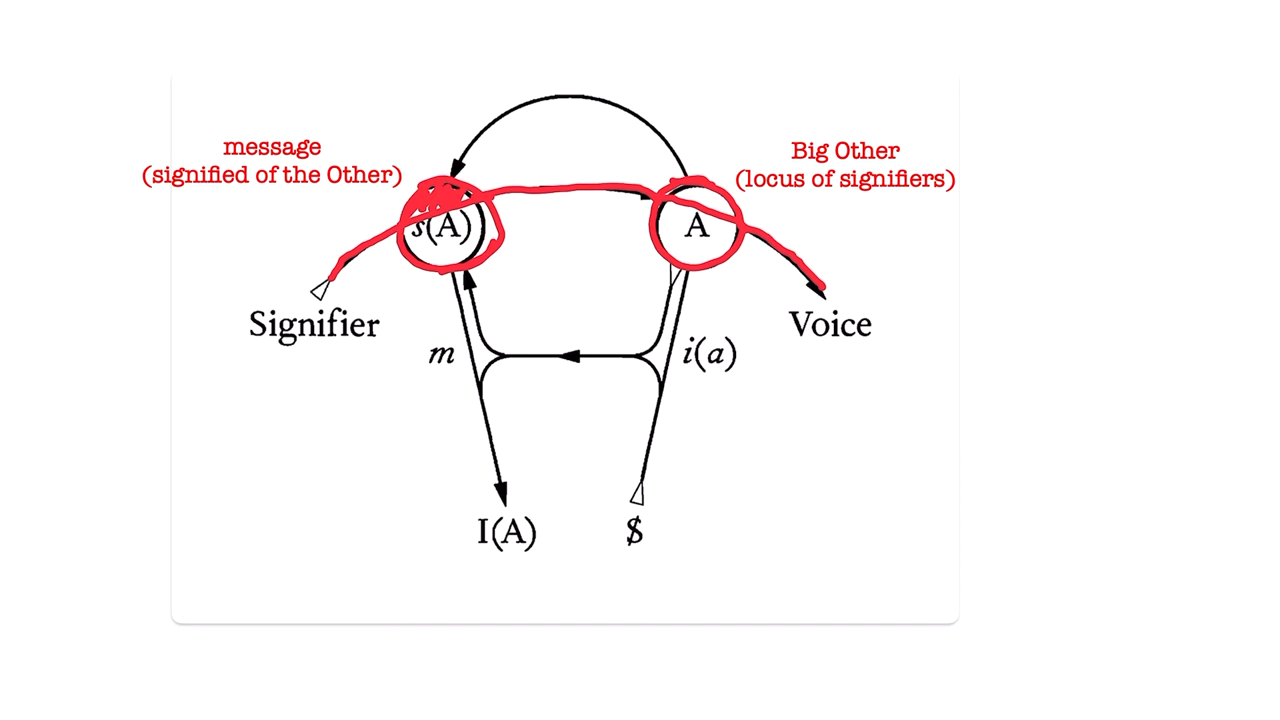 message
(signified of the Other)
Big Other
(locus of signifiers)
s(A)
A
Signifier
Voice
m
i(a)
I(A)
$